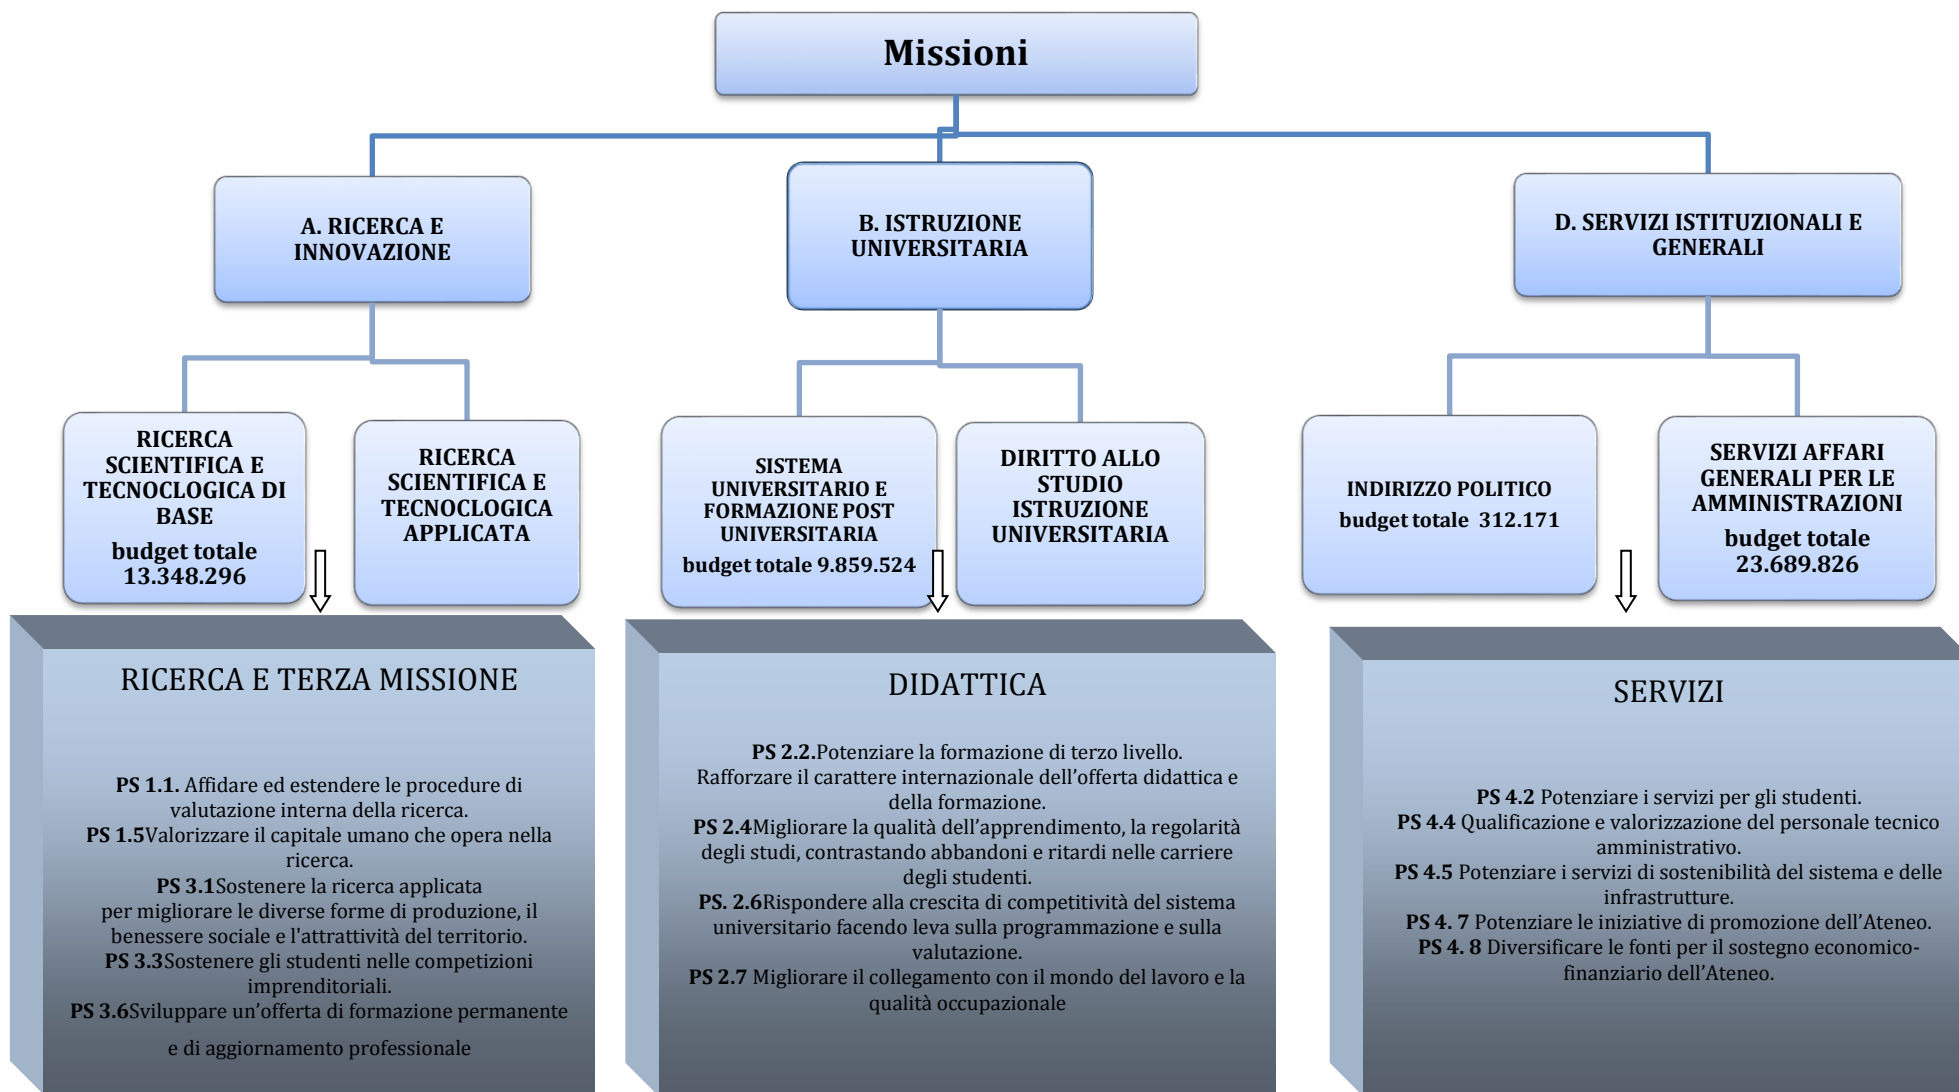 Missioni
A. RICERCA E
INNOVAZIONE
B. ISTRUZIONE
UNIVERSITARIA
D. SERVIZI ISTITUZIONALI E
GENERALI
RICERCA
SCIENTIFICA E
TECNOCLOGICA DI
BASE
budget totale
13.348.296
RICERCA
SCIENTIFICA E
TECNOCLOGICA
APPLICATA
SISTEMA
UNIVERSITARIO E
FORMAZIONE POST
UNIVERSITARIA
budget totale 9.859.524
DIRITTO ALLO
STUDIO
ISTRUZIONE
UNIVERSITARIA
INDIRIZZO POLITICO
budget totale 312.171
SERVIZI AFFARI
GENERALI PER LE
AMMINISTRAZIONI
budget totale
23.689.826
RICERCA E TERZA MISSIONE
PS 1.1. Affidare ed estendere le procedure di
valutazione interna della ricerca.
PS 1.5Valorizzare il capitale umano che opera nella
ricerca.
PS 3.1Sostenere la ricerca applicata
per migliorare le diverse forme di produzione, il
benessere sociale e l'attrattività del territorio.
PS 3.3Sostenere gli studenti nelle competizioni
imprenditoriali.
PS 3.6Sviluppare un’offerta di formazione permanente
e di aggiornamento professionale
DIDATTICA
PS 2.2.Potenziare la formazione di terzo livello.
Rafforzare il carattere internazionale dell’offerta didattica e
della formazione.
PS 2.4Migliorare la qualità dell’apprendimento, la regolarità
degli studi, contrastando abbandoni e ritardi nelle carriere
degli studenti.
PS. 2.6Rispondere alla crescita di competitività del sistema
universitario facendo leva sulla programmazione e sulla
valutazione.
PS 2.7 Migliorare il collegamento con il mondo del lavoro e la
qualità occupazionale
SERVIZI
PS 4.2 Potenziare i servizi per gli studenti.
PS 4.4 Qualificazione e valorizzazione del personale tecnico
amministrativo.
PS 4.5 Potenziare i servizi di sostenibilità del sistema e delle
infrastrutture.
PS 4. 7 Potenziare le iniziative di promozione dell’Ateneo.
PS 4. 8 Diversificare le fonti per il sostegno economico-
finanziario dell’Ateneo.